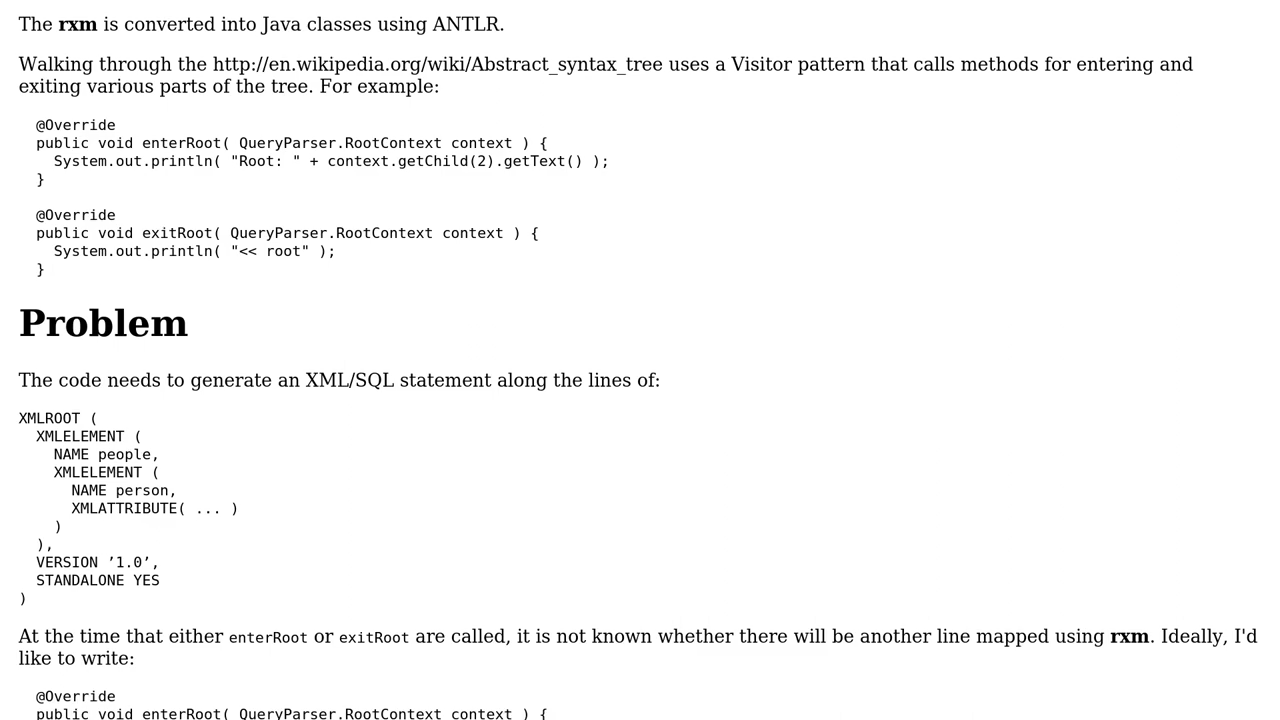 The rxm is converted into Java classes using ANTLR.
Walking through the http://en.wikipedia.org/wiki/Abstract_syntax_tree uses a Visitor pattern that calls methods for entering and
exiting various parts of the tree. For example:
@Override
public void enterRoot( QueryParser.RootContext context ) {
System.out.println( "Root: " + context.getChild(2).getText() );
}
@Override
public void exitRoot( QueryParser.RootContext context ) {
System.out.println( "<< root" );
}
Problem
The code needs to generate an XML/SQL statement along the lines of:
XMLROOT (
XMLELEMENT (
NAME people,
XMLELEMENT (
NAME person,
XMLATTRIBUTE( ... )
)
),
VERSION ’1.0’,
STANDALONE YES
)
At the time that either enterRoot or exitRoot are called, it is not known whether there will be another line mapped using rxm. Ideally, I'd
like to write:
@Override
public void enterRoot( QueryParser.RootContext context ) {